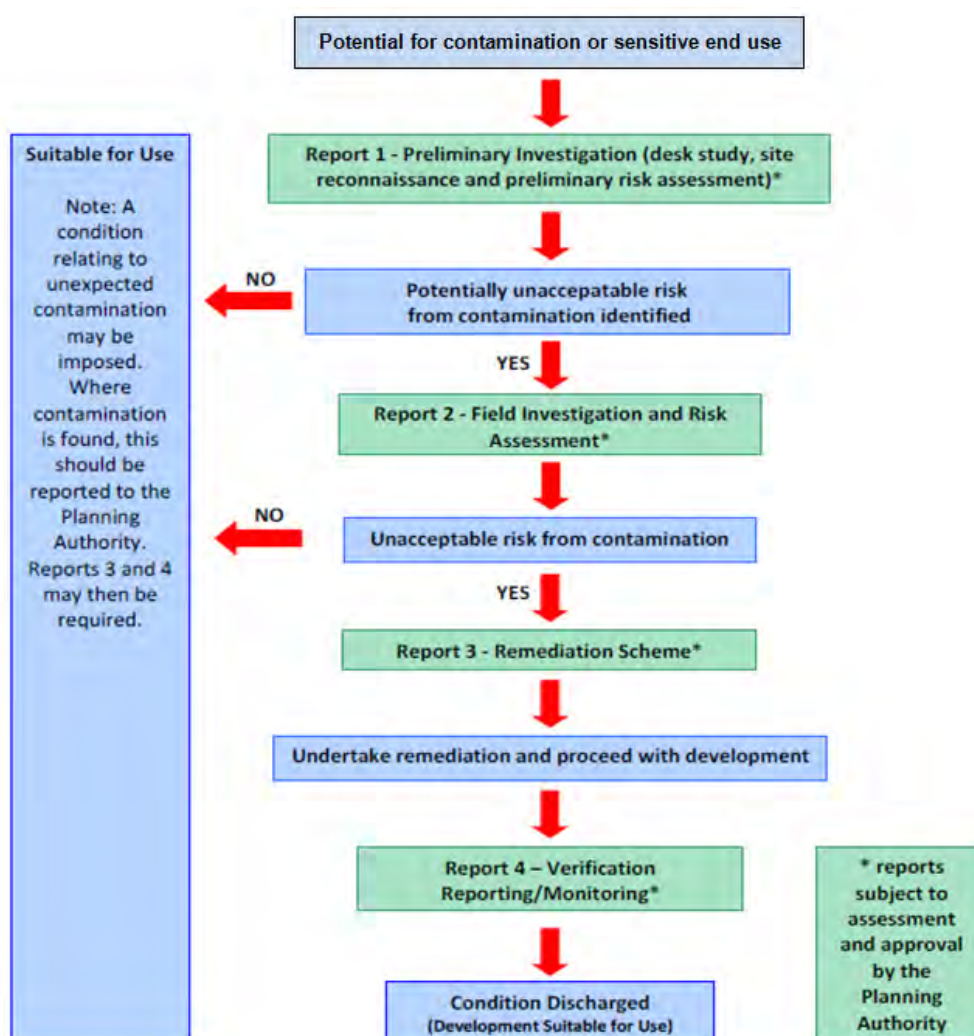 Potential for contamination or sensitive end use
Report 1 - Preliminary Investigation (desk study, site
reconnaissance and preliminary risk assessment)*
Suitable for Use
Note: A
condition
relating to
unexpected
contamination
may be
imposed.
Where
contamination
is found, this
should be
reported to the
Planning
Authority.
Reports 3 and 4
may then be
required.
NO
Potentially unaccepatable risk
from contamination identified
YES
Report 2 - Field Investigation and Risk
Assessment*
NO
Unacceptable risk from contamination
YES
Report 3 - Remediation Scheme*
Undertake remediation and proceed with development
Report 4 – Verification
Reporting/Monitoring*
Condition Discharged
(Development Suitable for Use)
* reports
subject to
assessment
and approval
by the
Planning
Authority